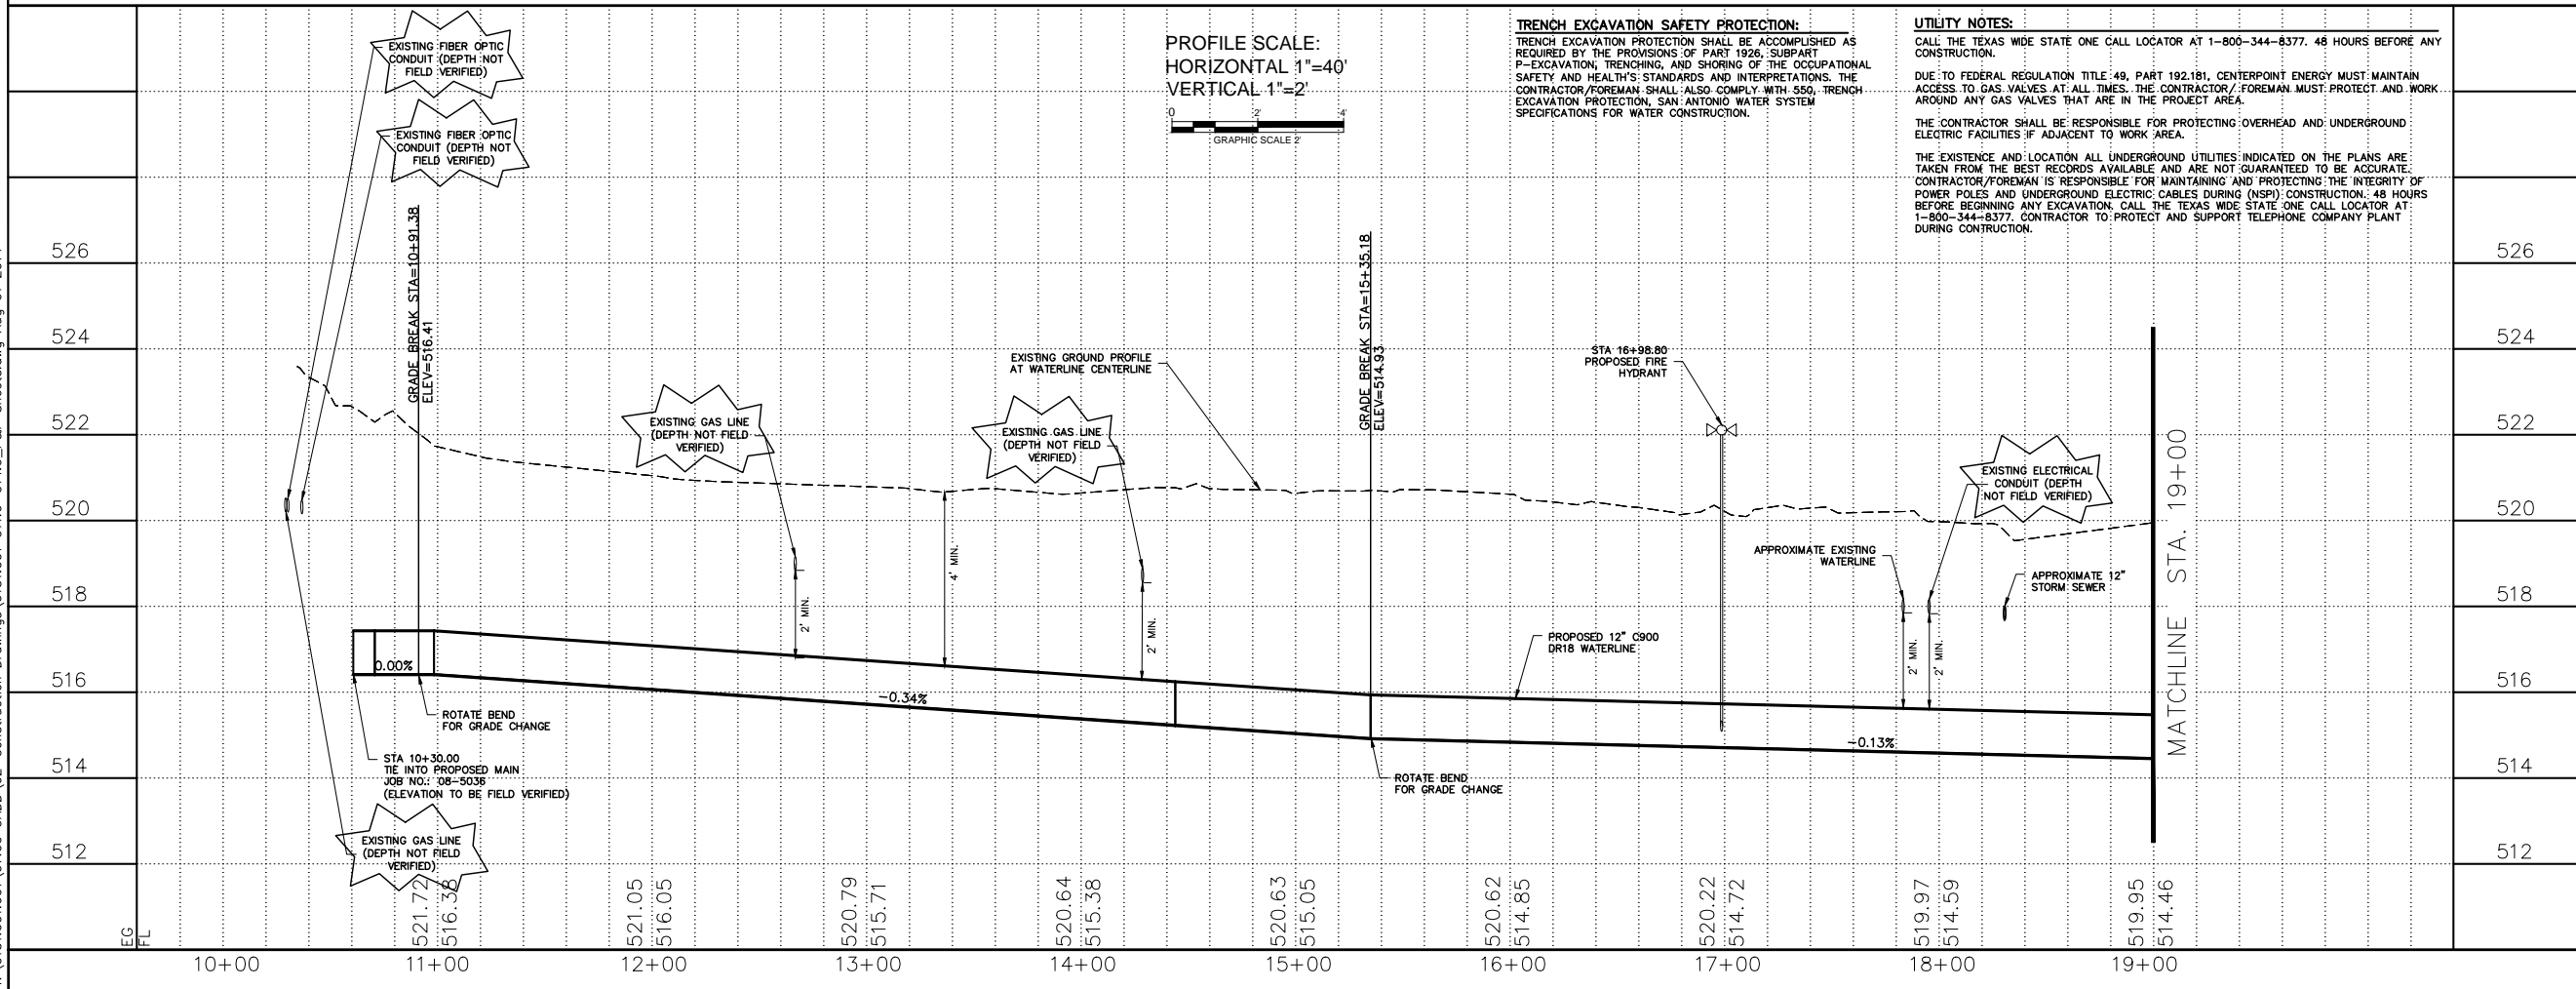 EXISTING FIBER OPTIC
CONDUIT (DEPTH NOT
FIELD VERIFIED)
EXISTING FIBER OPTIC
CONDUIT (DEPTH NOT
FIELD VERIFIED)
PROFILE SCALE:
HORIZONTAL 1"=40'
VERTICAL 1"=2'
0 2' 4'
GRAPHIC SCALE 2'
TRENCH EXCAVATION SAFETY PROTECTION:
TRENCH EXCAVATION PROTECTION SHALL BE ACCOMPLISHED AS
REQUIRED BY THE PROVISIONS OF PART 1926, SUBPART
P-EXCAVATION, TRENCHING, AND SHORING OF THE OCCUPATIONAL
SAFETY AND HEALTH'S STANDARDS AND INTERPRETATIONS. THE
CONTRACTOR/FOREMAN SHALL ALSO COMPLY WITH 550, TRENCH
EXCAVATION PROTECTION, SAN ANTONIO WATER SYSTEM
SPECIFICATIONS FOR WATER CONSTRUCTION.
UTILITY NOTES:
CALL THE TEXAS WIDE STATE ONE CALL LOCATOR AT 1-800-344-8377. 48 HOURS BEFORE ANY
CONSTRUCTION.
DUE TO FEDERAL REGULATION TITLE 49, PART 192.181, CENTERPOINT ENERGY MUST MAINTAIN
ACCESS TO GAS VALVES AT ALL TIMES. THE CONTRACTOR/ FOREMAN MUST PROTECT AND WORK
AROUND ANY GAS VALVES THAT ARE IN THE PROJECT AREA.
THE CONTRACTOR SHALL BE RESPONSIBLE FOR PROTECTING OVERHEAD AND UNDERGROUND
ELECTRIC FACILITIES IF ADJACENT TO WORK AREA.
THE EXISTENCE AND LOCATION ALL UNDERGROUND UTILITIES INDICATED ON THE PLANS ARE
TAKEN FROM THE BEST RECORDS AVAILABLE AND ARE NOT GUARANTEED TO BE ACCURATE.
CONTRACTOR/FOREMAN IS RESPONSIBLE FOR MAINTAINING AND PROTECTING THE INTEGRITY OF
POWER POLES AND UNDERGROUND ELECTRIC CABLES DURING (NSPI) CONSTRUCTION. 48 HOURS
BEFORE BEGINNING ANY EXCAVATION. CALL THE TEXAS WIDE STATE ONE CALL LOCATOR AT
1-800-344-8377. CONTRACTOR TO PROTECT AND SUPPORT TELEPHONE COMPANY PLANT
DURING CONTRUCTION.
526
524
522
520
518
516
514
512
GRADE BREAK STA=10+91.38
ELEV=516.41
EXISTING GAS LINE
(DEPTH NOT FIELD
VERIFIED)
2' MIN.
4' MIN.
EXISTING GROUND PROFILE
AT WATERLINE CENTERLINE
EXISTING GAS LINE
(DEPTH NOT FIELD
VERIFIED)
2' MIN.
GRADE BREAK STA=15+35.18
ELEV=514.93
STA 16+98.80
PROPOSED FIRE
HYDRANT
APPROXIMATE EXISTING
WATERLINE
EXISTING ELECTRICAL
CONDUIT (DEPTH
NOT FIELD VERIFIED)
APPROXIMATE 12"
STORM SEWER
2' MIN.
2' MIN.
PROPOSED 12" C900
DR18 WATERLINE
MATCHLINE STA. 19+00
0.00%
-0.34%
-0.13%
ROTATE BEND
FOR GRADE CHANGE
STA 10+30.00
TIE INTO PROPOSED MAIN
JOB NO.: 08-5036
(ELEVATION TO BE FIELD VERIFIED)
EXISTING GAS LINE
(DEPTH NOT FIELD
VERIFIED)
ROTATE BEND
FOR GRADE CHANGE
526
524
522
520
518
516
514
512
EG
FL
521.72
516.38
521.05
516.05
520.79
515.71
520.64
515.38
520.63
515.05
520.62
514.85
520.22
514.72
519.97
514.59
519.95
514.46
10+00 11+00 12+00 13+00 14+00 15+00 16+00 17+00 18+00 19+00